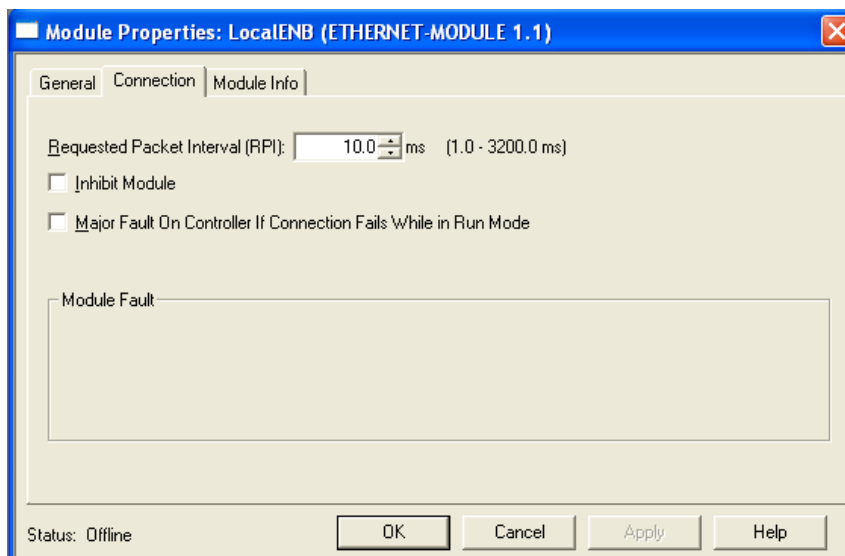 Module Properties: LocalENB (ETHERNET-MODULE 1.1)
General Connection Module Info
Requested Packet Interval (RPI): 10.0 ms (1.0 - 3200.0 ms)
Inhibit Module
Major Fault On Controller If Connection Fails While in Run Mode
Module Fault
Status: Offline OK Cancel Apply Help